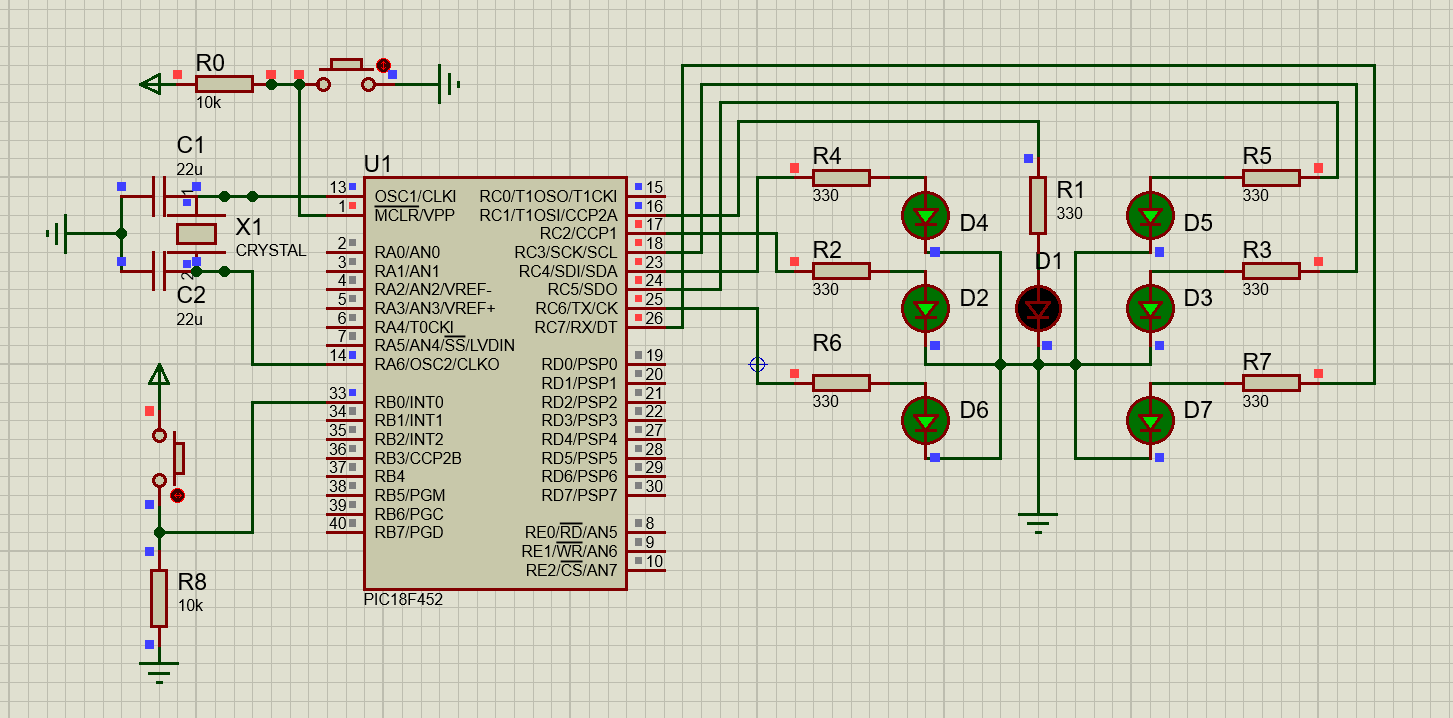 R0
10k
C1
22u
1
X1
CRYSTAL
2
C2
22u
R8
10k
U1
13 OSC1/CLKI
1 MCLR/VPP
2 RA0/AN0
3 RA1/AN1
4 RA2/AN2/VREF-
5 RA3/AN3/VREF+
6 RA4/T0CKI
7 RA5/AN4/SS/LVDIN
14 RA6/OSC2/CLKO
33 RB0/INT0
34 RB1/INT1
35 RB2/INT2
36 RB3/CCP2B
37 RB4
38 RB5/PGM
39 RB6/PGC
40 RB7/PGD
RC0/T1OSO/T1CKI 15
RC1/T1OSI/CCP2A 16
RC2/CCP1 17
RC3/SCK/SCL 18
RC4/SDI/SDA 23
RC5/SDO 24
RC6/TX/CK 25
RC7/RX/DT 26
RD0/PSP0 19
RD1/PSP1 20
RD2/PSP2 21
RD3/PSP3 22
RD4/PSP4 27
RD5/PSP5 28
RD6/PSP6 29
RD7/PSP7 30
RE0/RD/AN5 8
RE1/WR/AN6 9
RE2/CS/AN7 10
PIC18F452
R4
330
D4
R2
330
D2
R6
330
D6
R1
330
D1
R5
330
D5
R3
330
D3
R7
330
D7